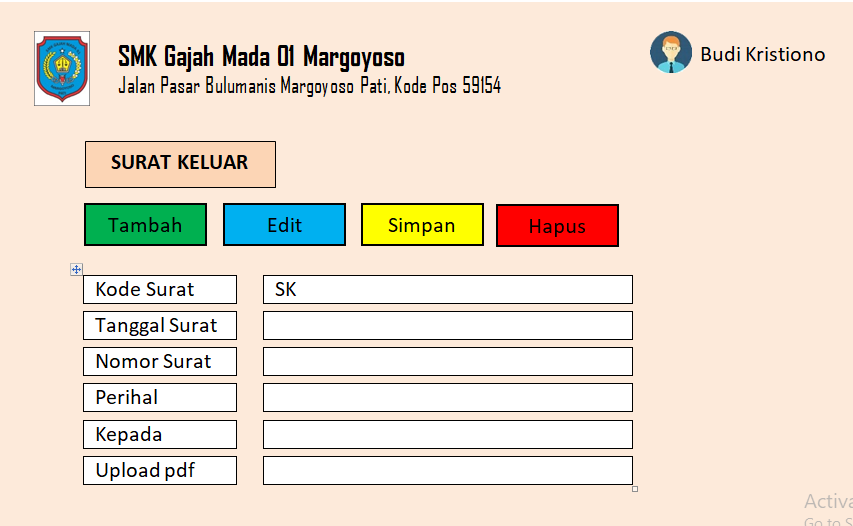 SMK Gajah Mada 01 Margoyoso
Jalan Pasar Bulumanis Margoyoso Pati, Kode Pos 59154
Budi Kristiono
SURAT KELUAR
Tambah Edit Simpan Hapus
Kode Surat SK
Tanggal Surat
Nomor Surat
Perihal
Kepada
Upload pdf
Activa
Go to S